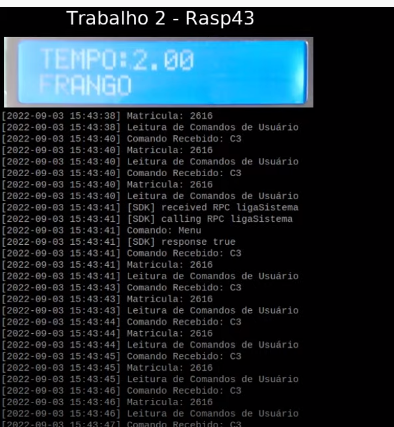 Trabalho 2 - Rasp43
TEMPO:2.00
FRANGO
[2022-09-03 15:43:38] Matricula: 2616
[2022-09-03 15:43:38] Leitura de Comandos de Usuário
[2022-09-03 15:43:40] Comando Recebido: C3
[2022-09-03 15:43:40] Matricula: 2616
[2022-09-03 15:43:40] Leitura de Comandos de Usuário
[2022-09-03 15:43:40] Comando Recebido: C3
[2022-09-03 15:43:40] Matricula: 2616
[2022-09-03 15:43:40] Leitura de Comandos de Usuário
[2022-09-03 15:43:41] [SDK] received RPC ligaSistema
[2022-09-03 15:43:41] [SDK] calling RPC ligaSistema
[2022-09-03 15:43:41] Comando: Menu
[2022-09-03 15:43:41] [SDK] response true
[2022-09-03 15:43:41] Comando Recebido: C3
[2022-09-03 15:43:41] Matricula: 2616
[2022-09-03 15:43:41] Leitura de Comandos de Usuário
[2022-09-03 15:43:43] Comando Recebido: C3
[2022-09-03 15:43:43] Matricula: 2616
[2022-09-03 15:43:43] Leitura de Comandos de Usuário
[2022-09-03 15:43:44] Comando Recebido: C3
[2022-09-03 15:43:44] Matricula: 2616
[2022-09-03 15:43:44] Leitura de Comandos de Usuário
[2022-09-03 15:43:45] Comando Recebido: C3
[2022-09-03 15:43:45] Matricula: 2616
[2022-09-03 15:43:45] Leitura de Comandos de Usuário
[2022-09-03 15:43:46] Comando Recebido: C3
[2022-09-03 15:43:46] Matricula: 2616
[2022-09-03 15:43:46] Leitura de Comandos de Usuário
[2022-09-03 15:43:47] Comando Recebido: C3